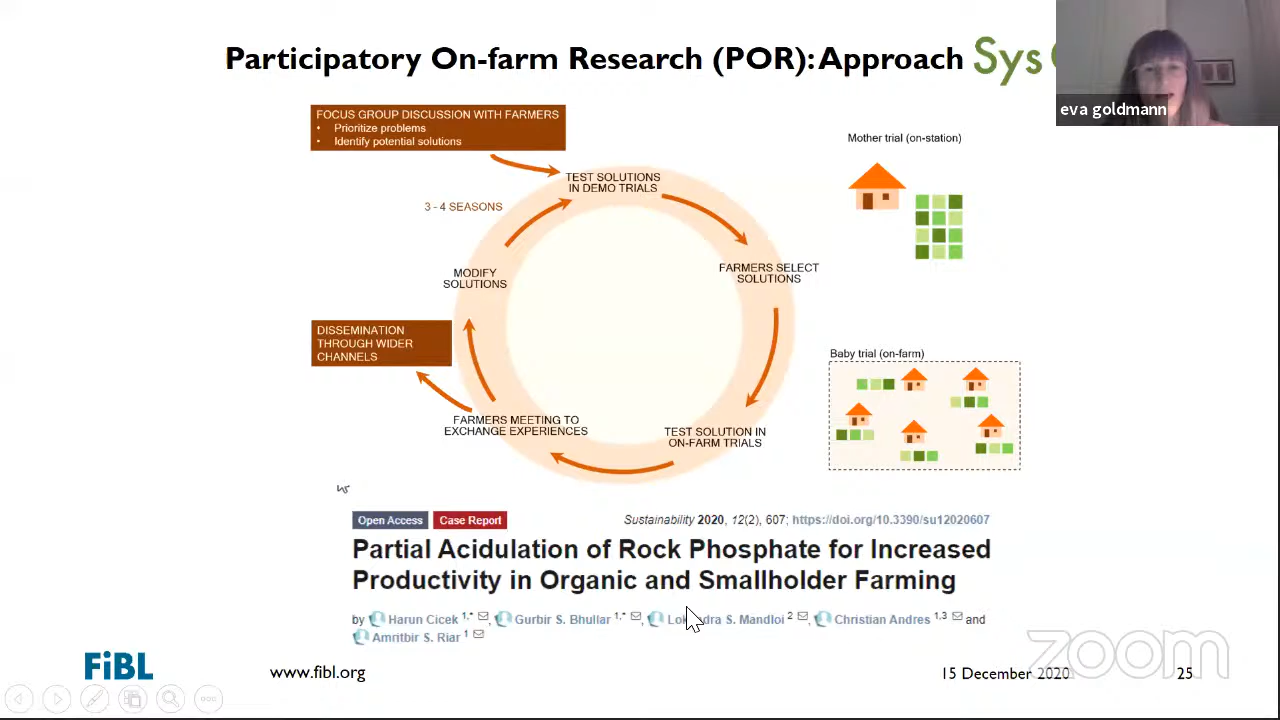 Participatory On-farm Research (POR): Approach
Sys
eva goldmann
FOCUS GROUP DISCUSSION WITH FARMERS
• Prioritize problems
• Identify potential solutions
Mother trial (on-station)
TEST SOLUTIONS
IN DEMO TRIALS
3 - 4 SEASONS
FARMERS SELECT
SOLUTIONS
MODIFY
SOLUTIONS
DISSEMINATION
THROUGH WIDER
CHANNELS
Baby trial (on-farm)
FARMERS MEETING TO
EXCHANGE EXPERIENCES
TEST SOLUTION IN
ON-FARM TRIALS
Open Access Case Report
Sustainability 2020, 12(2), 607; https://doi.org/10.3390/su12020607
Partial Acidulation of Rock Phosphate for Increased
Productivity in Organic and Smallholder Farming
by Harun Cicek 1,*, Gurbir S. Bhullar 1,*, S. Mandloi 2, Christian Andres 1,3 and
Amritbir S. Riar 1
zoom
FiBL
www.fibl.org
15 December 2020
25